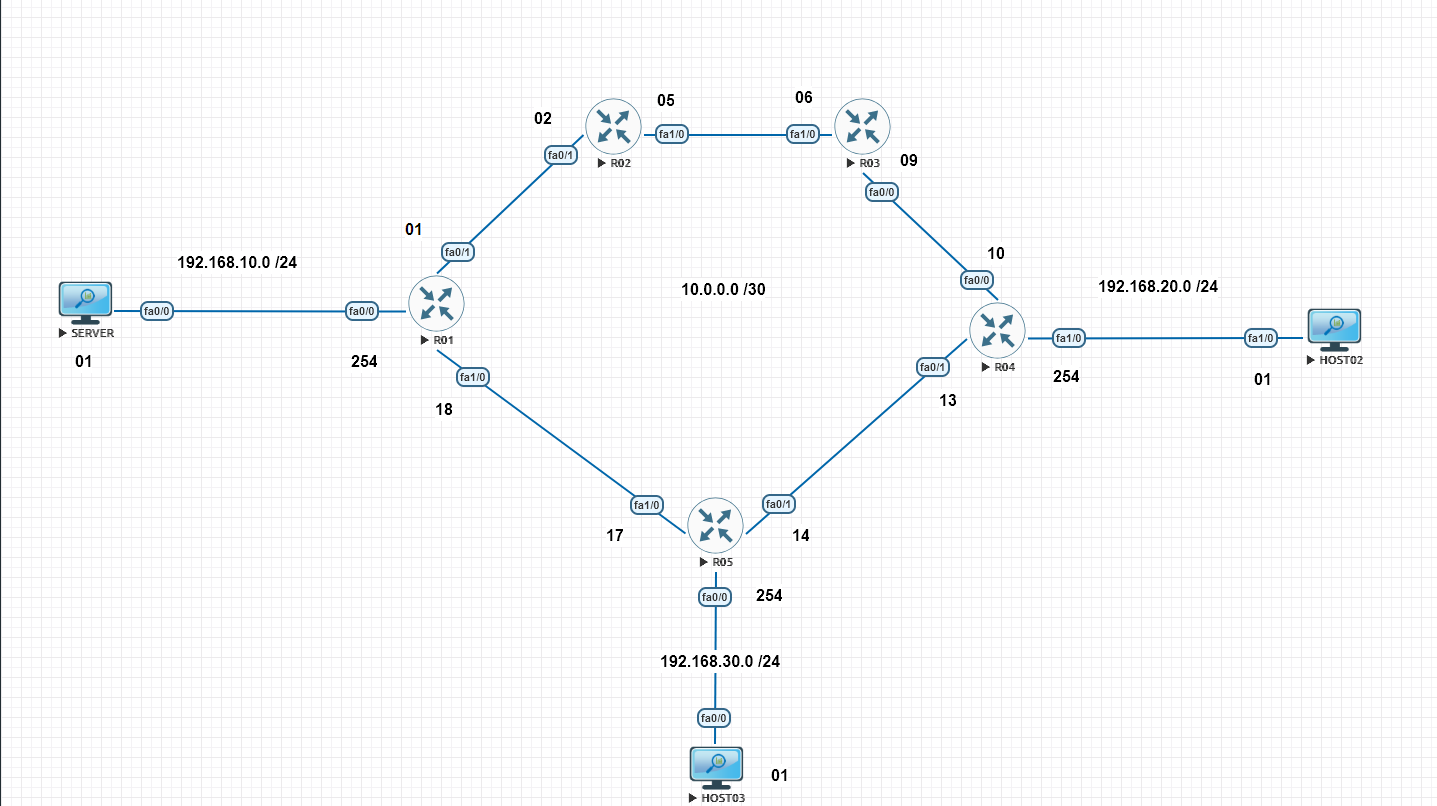 02
05
06
fa0/1
fa1/0
fa1/0
R02
R03
09
fa0/0
01
fa0/1
10
192.168.10.0 /24
fa0/0
10.0.0.0 /30
192.168.20.0 /24
fa0/0
fa0/0
SERVER
R01
fa1/0
fa1/0
01
254
fa1/0
18
R04
HOST02
fa0/1
254
01
13
fa1/0
fa0/1
17
14
R05
fa0/0
254
192.168.30.0 /24
fa0/0
01
HOST03